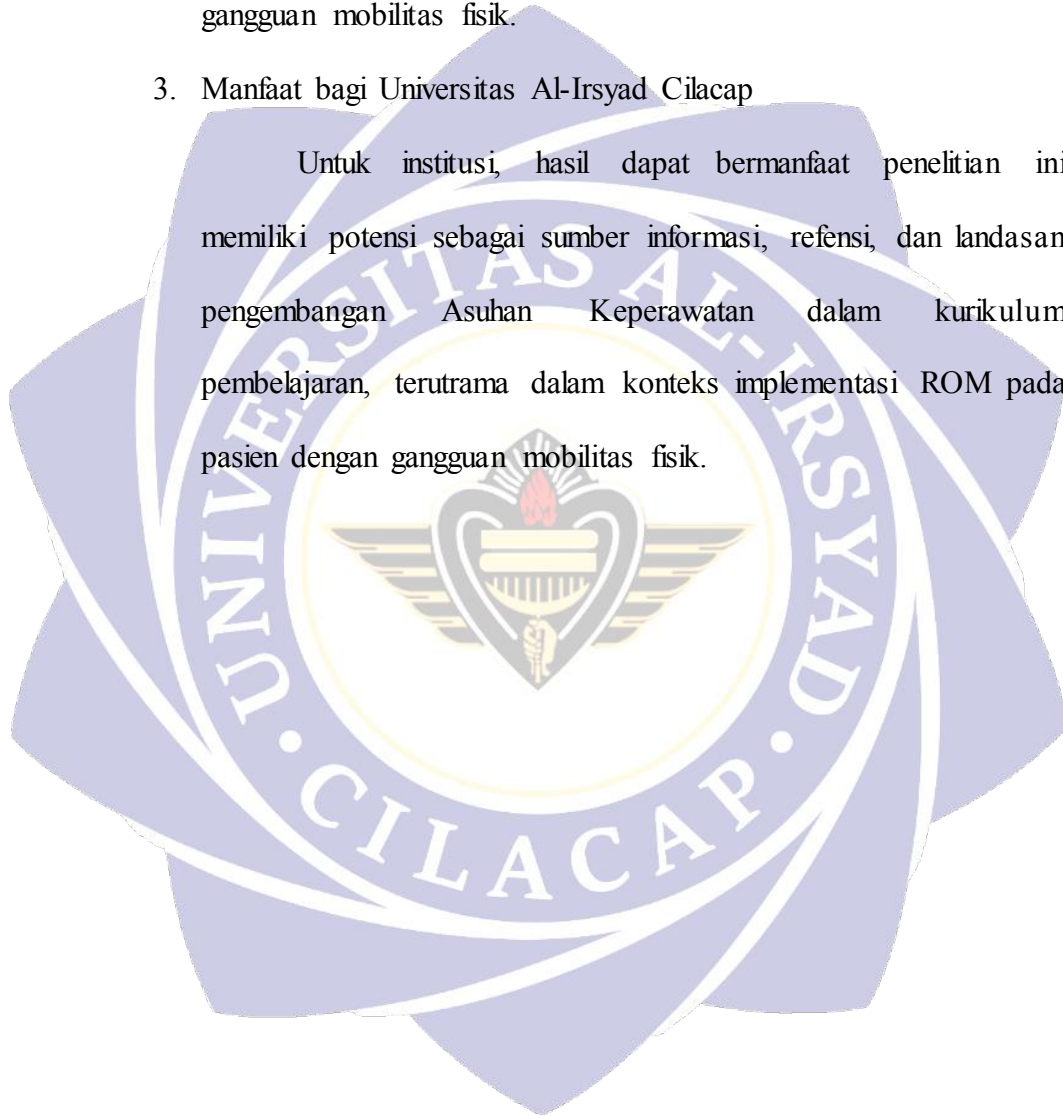 gangguan mobilitas fisik.
3. Manfaat bagi Universitas Al-Irsyad Cilacap
Untuk institusi, hasil dapat bermanfaat penelitian ini
memiliki potensi sebagai sumber informasi, refensi, dan landasan
pengembangan Asuhan Keperawatan dalam kurikulum
pembelajaran, terutrama dalam konteks implementasi ROM pada
pasien dengan gangguan mobilitas fisik.
UNIVERSITAS AL-IRSYAD
• CILACAP •